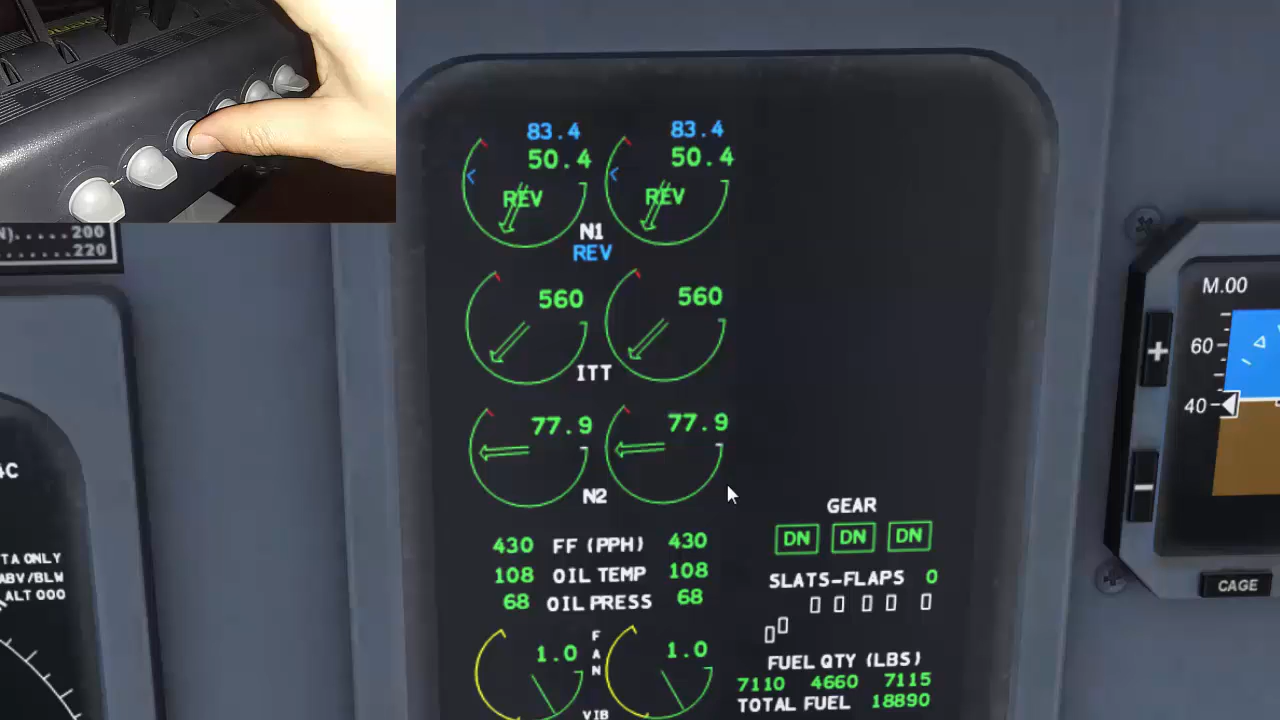 83.4 83.4
50.4 50.4
REV REV
N1
REV
560 560
ITT
77.9 77.9
N2
430 FF (PPH) 430
108 OIL TEMP 108
68 OIL PRESS 68
F
A
N
1.0 1.0
VIB
GEAR
DN DN DN
SLATS-FLAPS 0
FUEL QTY (LBS)
7110 4660 7115
TOTAL FUEL 18890
.....200
.....220
TA ONLY
ABV/BLW
ALT 000
M.00
60
40
+
−
CAGE